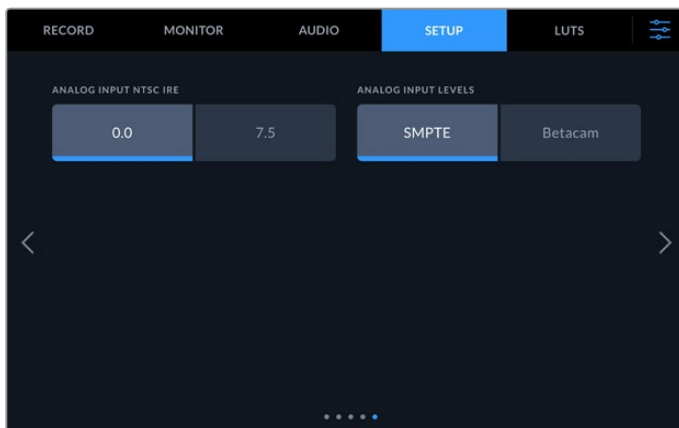 RECORD MONITOR AUDIO SETUP LUTS
ANALOG INPUT NTSC IRE ANALOG INPUT LEVELS
0.0 7.5 SMPTE Betacam